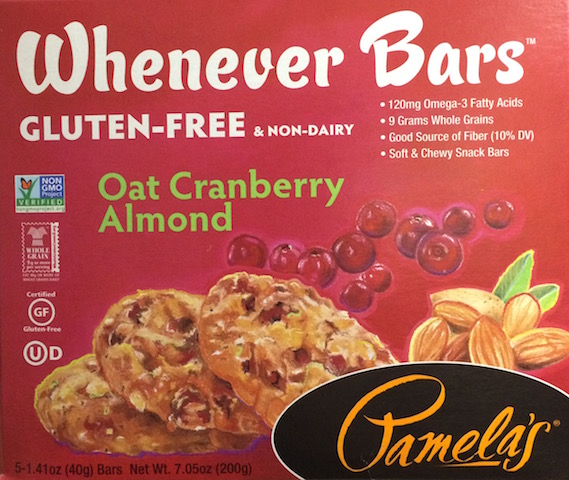 Whenever Bars™
GLUTEN-FREE & NON-DAIRY
• 120mg Omega-3 Fatty Acids
• 9 Grams Whole Grains
• Good Source of Fiber (10% DV)
• Soft & Chewy Snack Bars
Oat Cranberry
Almond
NON
GMO
Project
VERIFIED
nongmoproject.org
WHOLE
GRAIN
Certified
GF
Gluten-Free
U D
Pamela's®
5-1.41oz (40g) Bars Net Wt. 7.05oz (200g)